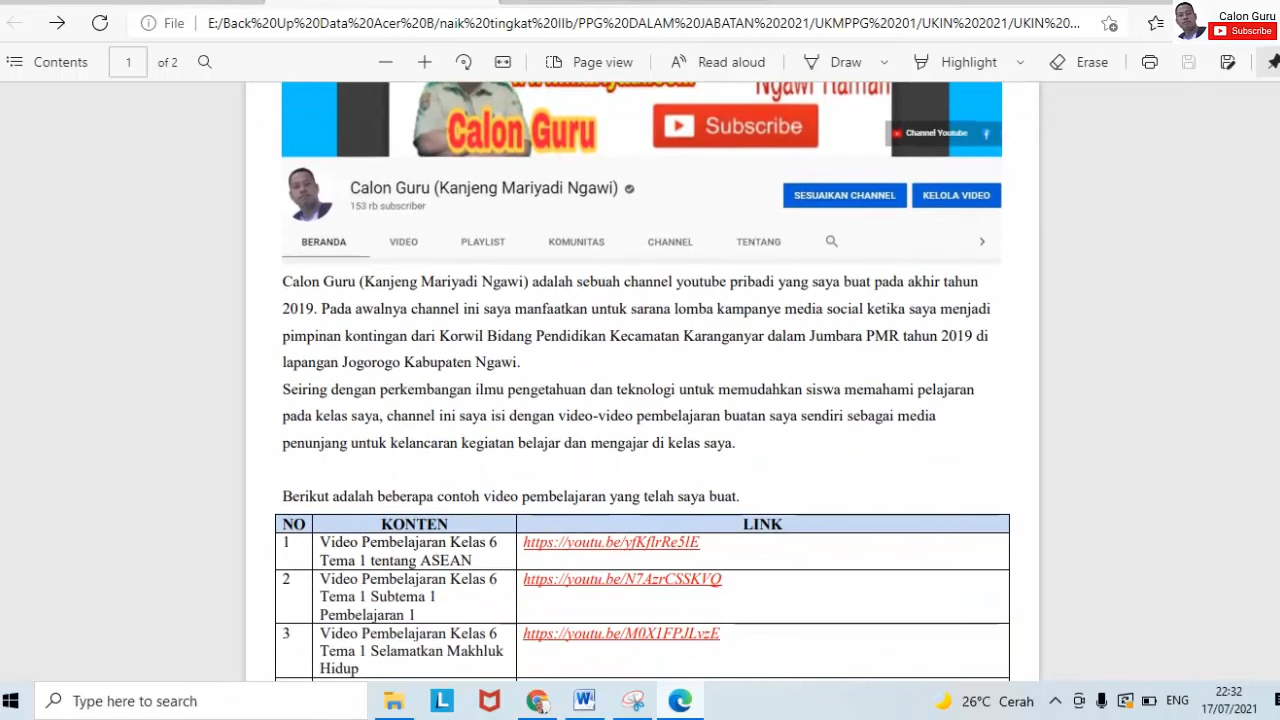 File
E:/Back%20Up%20Data%20Acer%20B/naik%20tingkat%20IIb/PPG%20DALAM%20JABATAN%202021/UKMPPG%20201/UKIN%202021/UKIN%20...
Calon Guru
Subscribe
Contents
1
of 2
Page view
Read aloud
Draw
Highlight
Erase
Ngawi Ramah
Calon Guru
Subscribe
Channel Youtube
Calon Guru (Kanjeng Mariyadi Ngawi)
153 rb subscriber
SESUAIKAN CHANNEL
KELOLA VIDEO
BERANDA
VIDEO
PLAYLIST
KOMUNITAS
CHANNEL
TENTANG
Calon Guru (Kanjeng Mariyadi Ngawi) adalah sebuah channel youtube pribadi yang saya buat pada akhir tahun
2019. Pada awalnya channel ini saya manfaatkan untuk sarana lomba kampanye media social ketika saya menjadi
pimpinan kontingan dari Korwil Bidang Pendidikan Kecamatan Karanganyar dalam Jumbara PMR tahun 2019 di
lapangan Jogorogo Kabupaten Ngawi.
Seiring dengan perkembangan ilmu pengetahuan dan teknologi untuk memudahkan siswa memahami pelajaran
pada kelas saya, channel ini saya isi dengan video-video pembelajaran buatan saya sendiri sebagai media
penunjang untuk kelancaran kegiatan belajar dan mengajar di kelas saya.
Berikut adalah beberapa contoh video pembelajaran yang telah saya buat.
NO
KONTEN
LINK
1
Video Pembelajaran Kelas 6
Tema 1 tentang ASEAN
https://youtu.be/yfKflrRe5lE
2
Video Pembelajaran Kelas 6
Tema 1 Subtema 1
Pembelajaran 1
https://youtu.be/N7AzrCSSKVQ
3
Video Pembelajaran Kelas 6
Tema 1 Selamatkan Makhluk
Hidup
https://youtu.be/M0X1FPJLvzE
Type here to search
26°C Cerah
ENG
22:32
17/07/2021